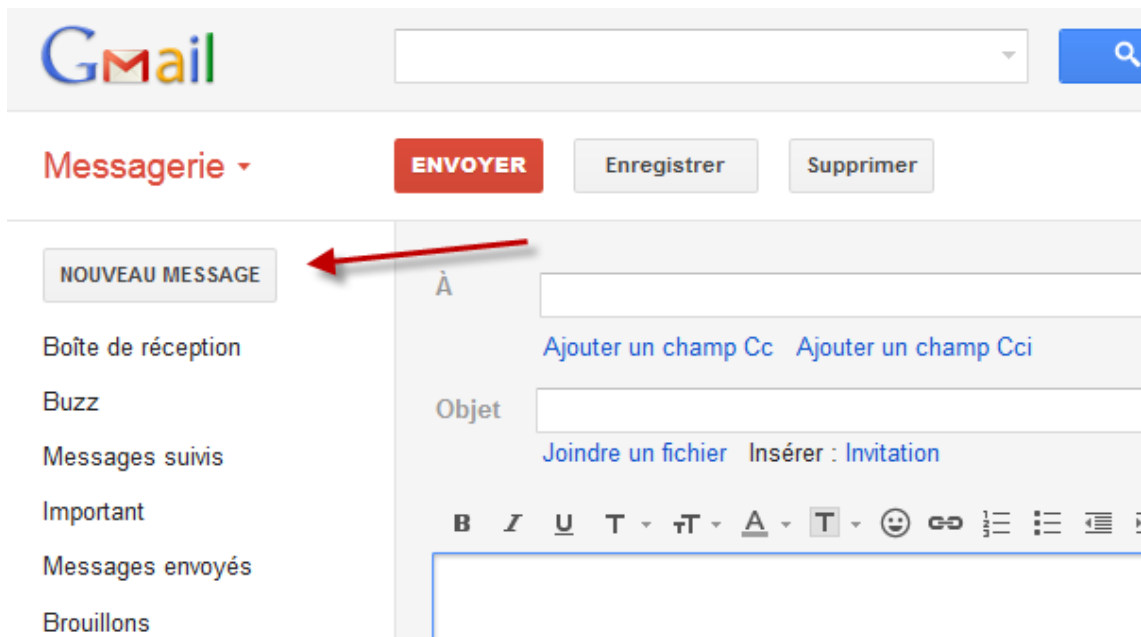 Gmail
Messagerie
ENVOYER Enregistrer Supprimer
NOUVEAU MESSAGE
À
Boîte de réception
Ajouter un champ Cc Ajouter un champ Cci
Buzz
Objet
Messages suivis
Joindre un fichier Insérer : Invitation
Important
B I U T T A T
Messages envoyés
Brouillons